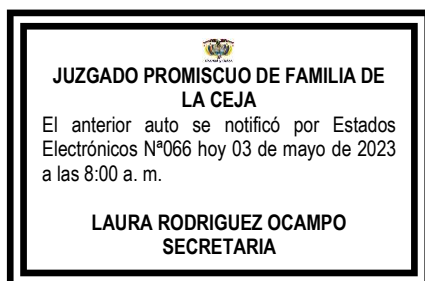 JUZGADO PROMISCUO DE FAMILIA DE
LA CEJA
El anterior auto se notificó por Estados
Electrónicos Nª066 hoy 03 de mayo de 2023
a las 8:00 a. m.
LAURA RODRIGUEZ OCAMPO
SECRETARIA